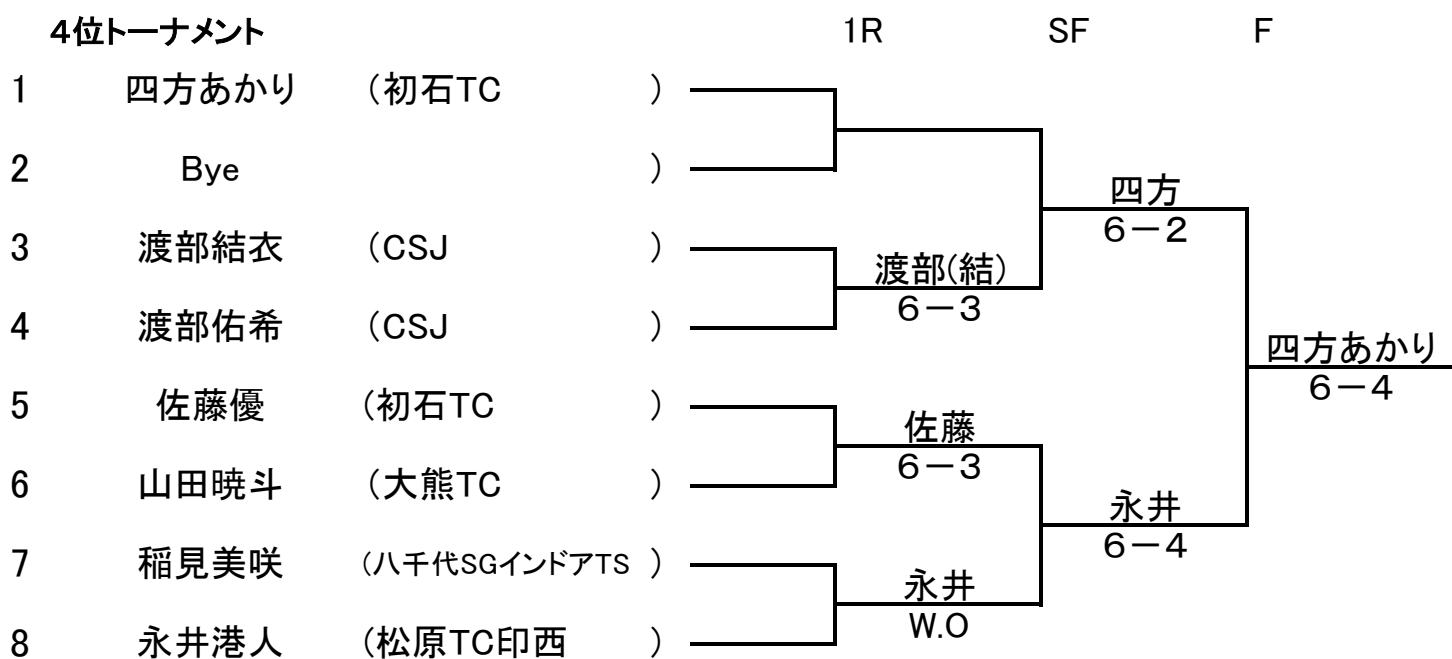 4位トーナメント 1R SF F
1 四方あかり (初石TC )
2 Bye )
四方
6-2
3 渡部結衣 (CSJ )
渡部(結)
6-3
4 渡部佑希 (CSJ )
四方あかり
6-4
5 佐藤優 (初石TC )
佐藤
6-3
6 山田暁斗 (大熊TC )
永井
6-4
7 稲見美咲 (八千代SGインドアTS )
永井
W.O
8 永井港人 (松原TC印西 )